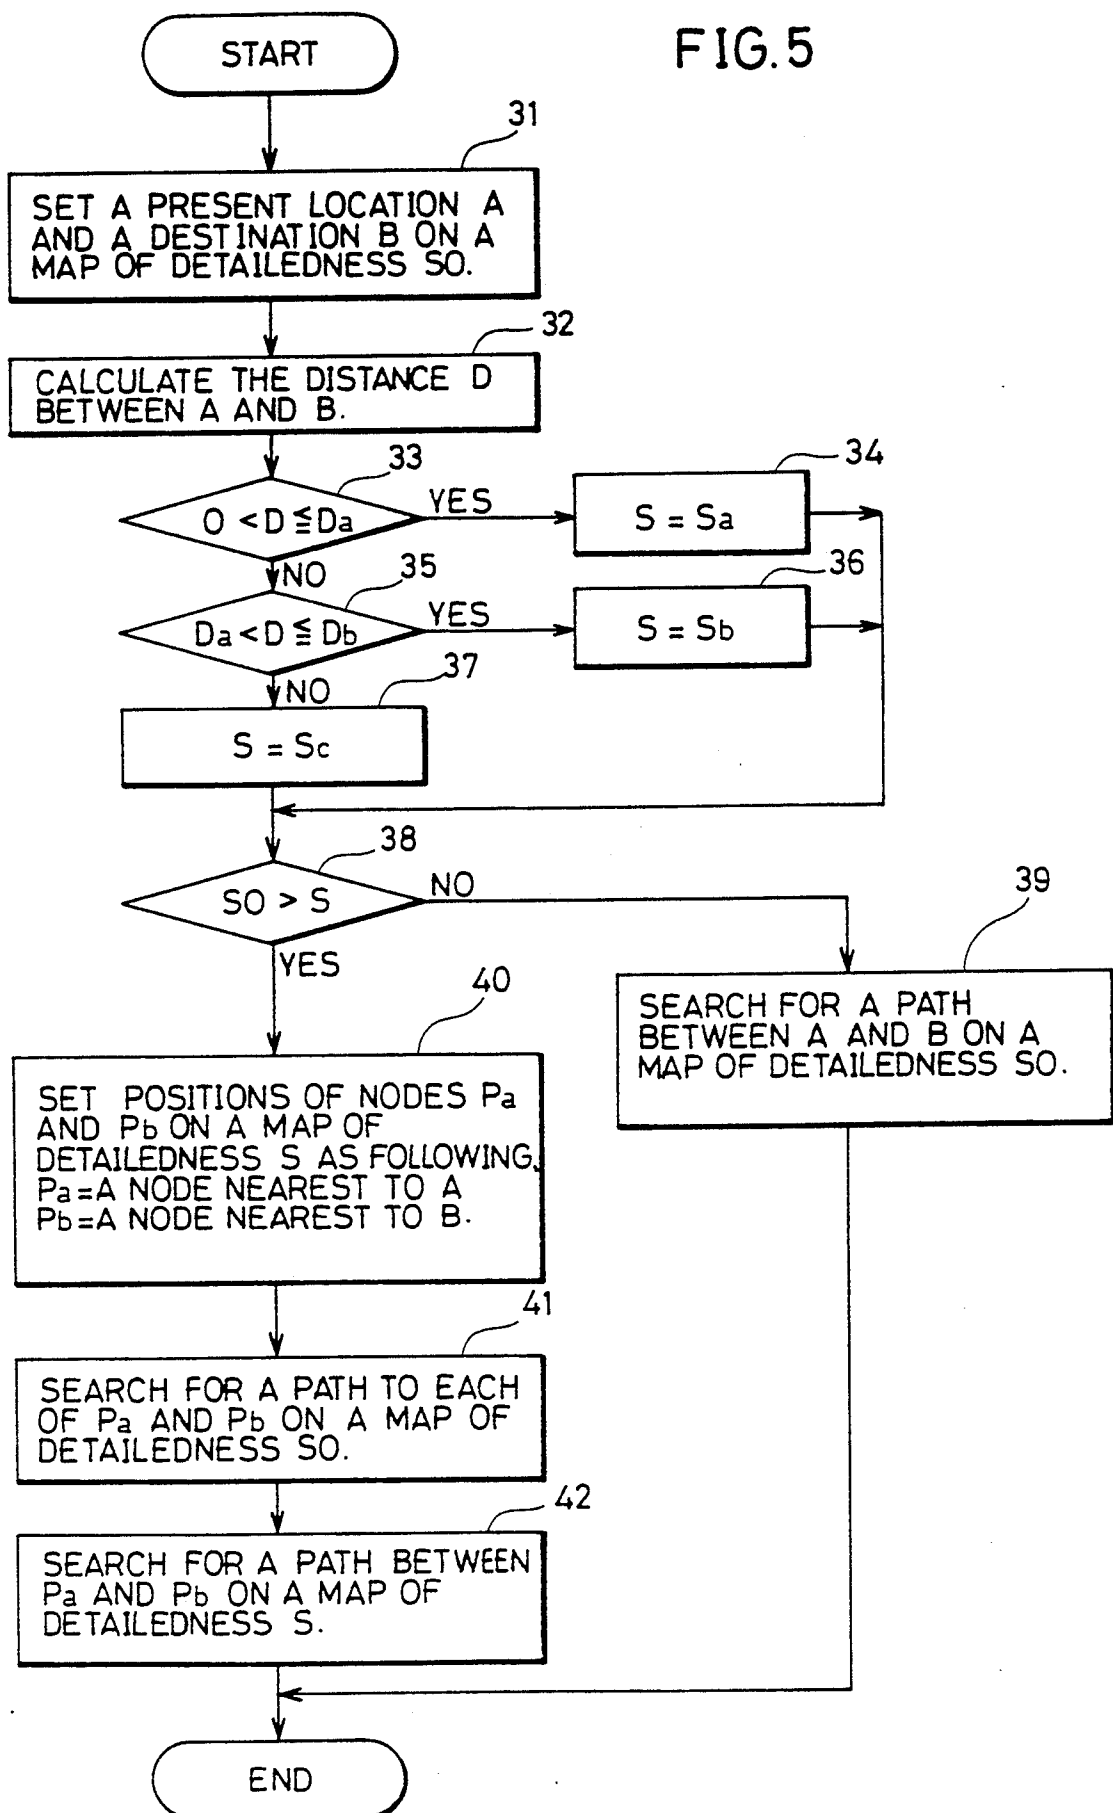 START
FIG.5
31
SET A PRESENT LOCATION A
AND A DESTINATION B ON A
MAP OF DETAILEDNESS SO.
32
CALCULATE THE DISTANCE D
BETWEEN A AND B.
33
O < D ≦ Da
YES
34
S = Sa
NO
35
Da < D ≦ Db
YES
36
S = Sb
NO
37
S = Sc
38
SO > S
NO
YES
39
SEARCH FOR A PATH
BETWEEN A AND B ON A
MAP OF DETAILEDNESS SO.
40
SET POSITIONS OF NODES Pa
AND Pb ON A MAP OF
DETAILEDNESS S AS FOLLOWING.
Pa=A NODE NEAREST TO A
Pb=A NODE NEAREST TO B.
41
SEARCH FOR A PATH TO EACH
OF Pa AND Pb ON A MAP OF
DETAILEDNESS SO.
42
SEARCH FOR A PATH BETWEEN
Pa AND Pb ON A MAP OF
DETAILEDNESS S.
END